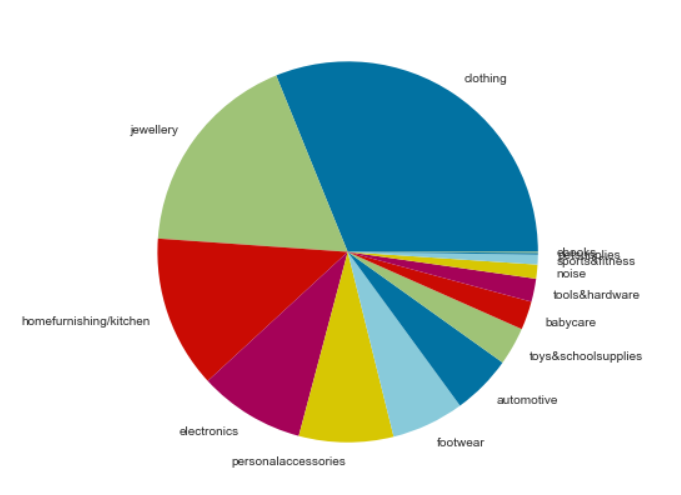 clothing
jewellery
homefurnishing/kitchen
electronics
personalaccessories
footwear
automotive
toys&schoolsupplies
babycare
tools&hardware
noise
sports&fitness
ebooks